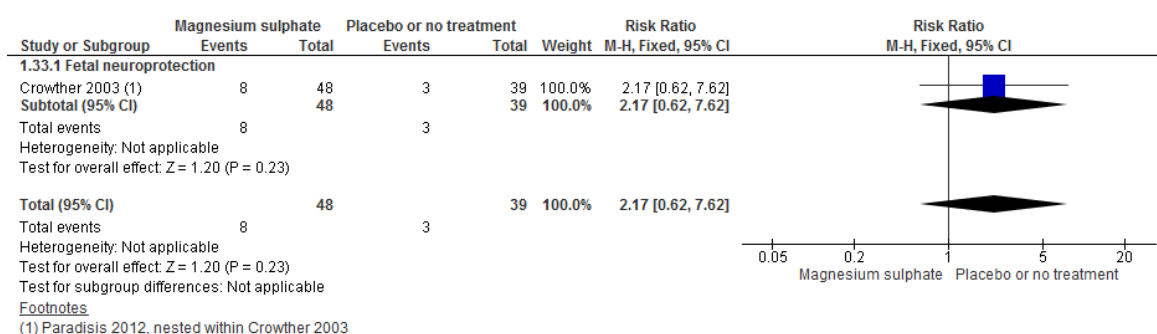 Magnesium sulphate Placebo or no treatment Risk Ratio Risk Ratio
Study or Subgroup Events Total Events Total Weight M-H, Fixed, 95% CI M-H, Fixed, 95% CI
1.33.1 Fetal neuroprotection
Crowther 2003 (1) 8 48 3 39 100.0% 2.17 [0.62, 7.62]
Subtotal (95% CI) 48 39 100.0% 2.17 [0.62, 7.62]
Total events 8 3
Heterogeneity: Not applicable
Test for overall effect: Z = 1.20 (P = 0.23)
Total (95% CI) 48 39 100.0% 2.17 [0.62, 7.62]
Total events 8 3
Heterogeneity: Not applicable
Test for overall effect: Z = 1.20 (P = 0.23)
Test for subgroup differences: Not applicable
0.05 0.2 1 5 20
Magnesium sulphate Placebo or no treatment
Footnotes
(1) Paradisis 2012, nested within Crowther 2003